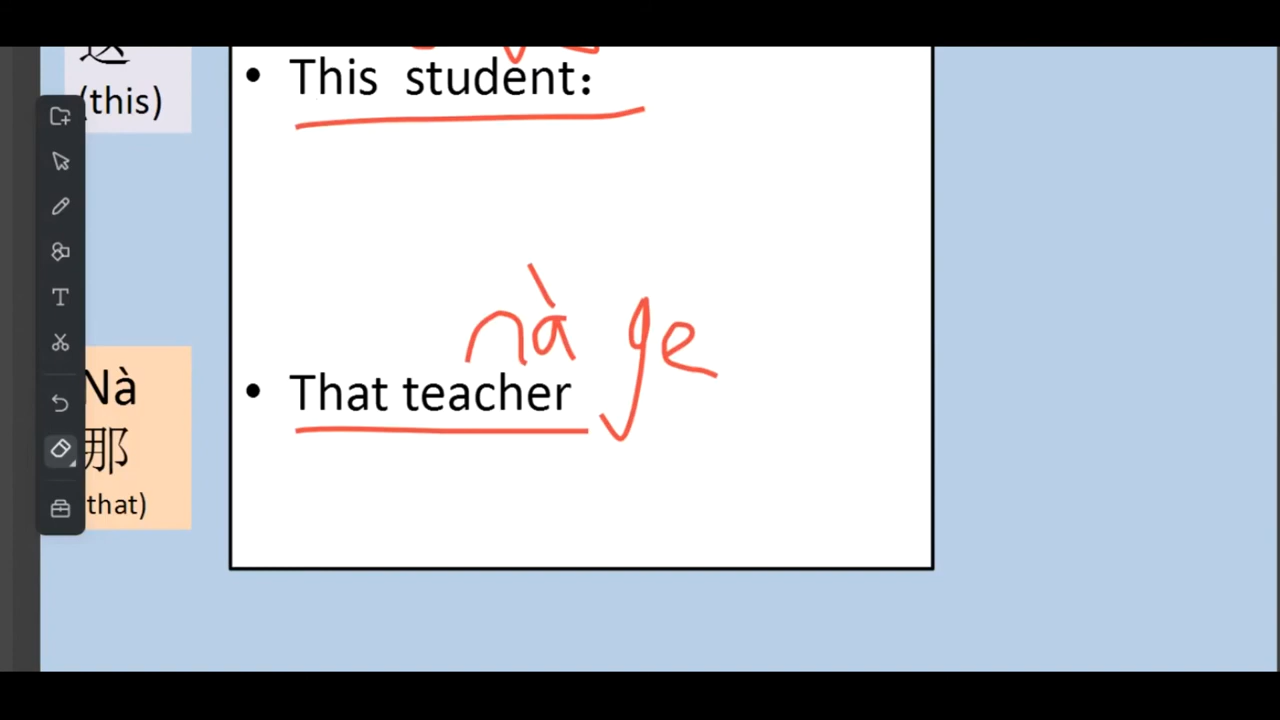 (this)
• This student:
nà ge
• That teacher
Nà
那
that)